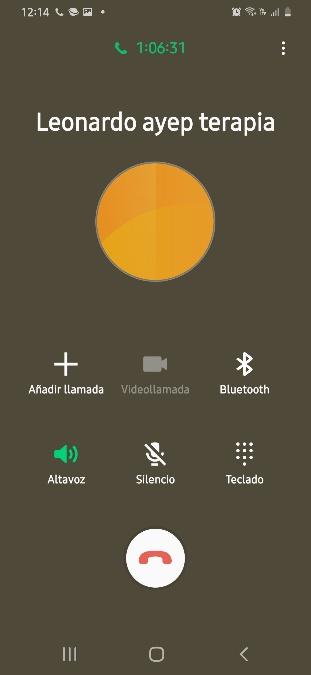 12:14
1:06:31
Leonardo ayep terapia
Añadir llamada
Videollamada
Bluetooth
Altavoz
Silencio
Teclado